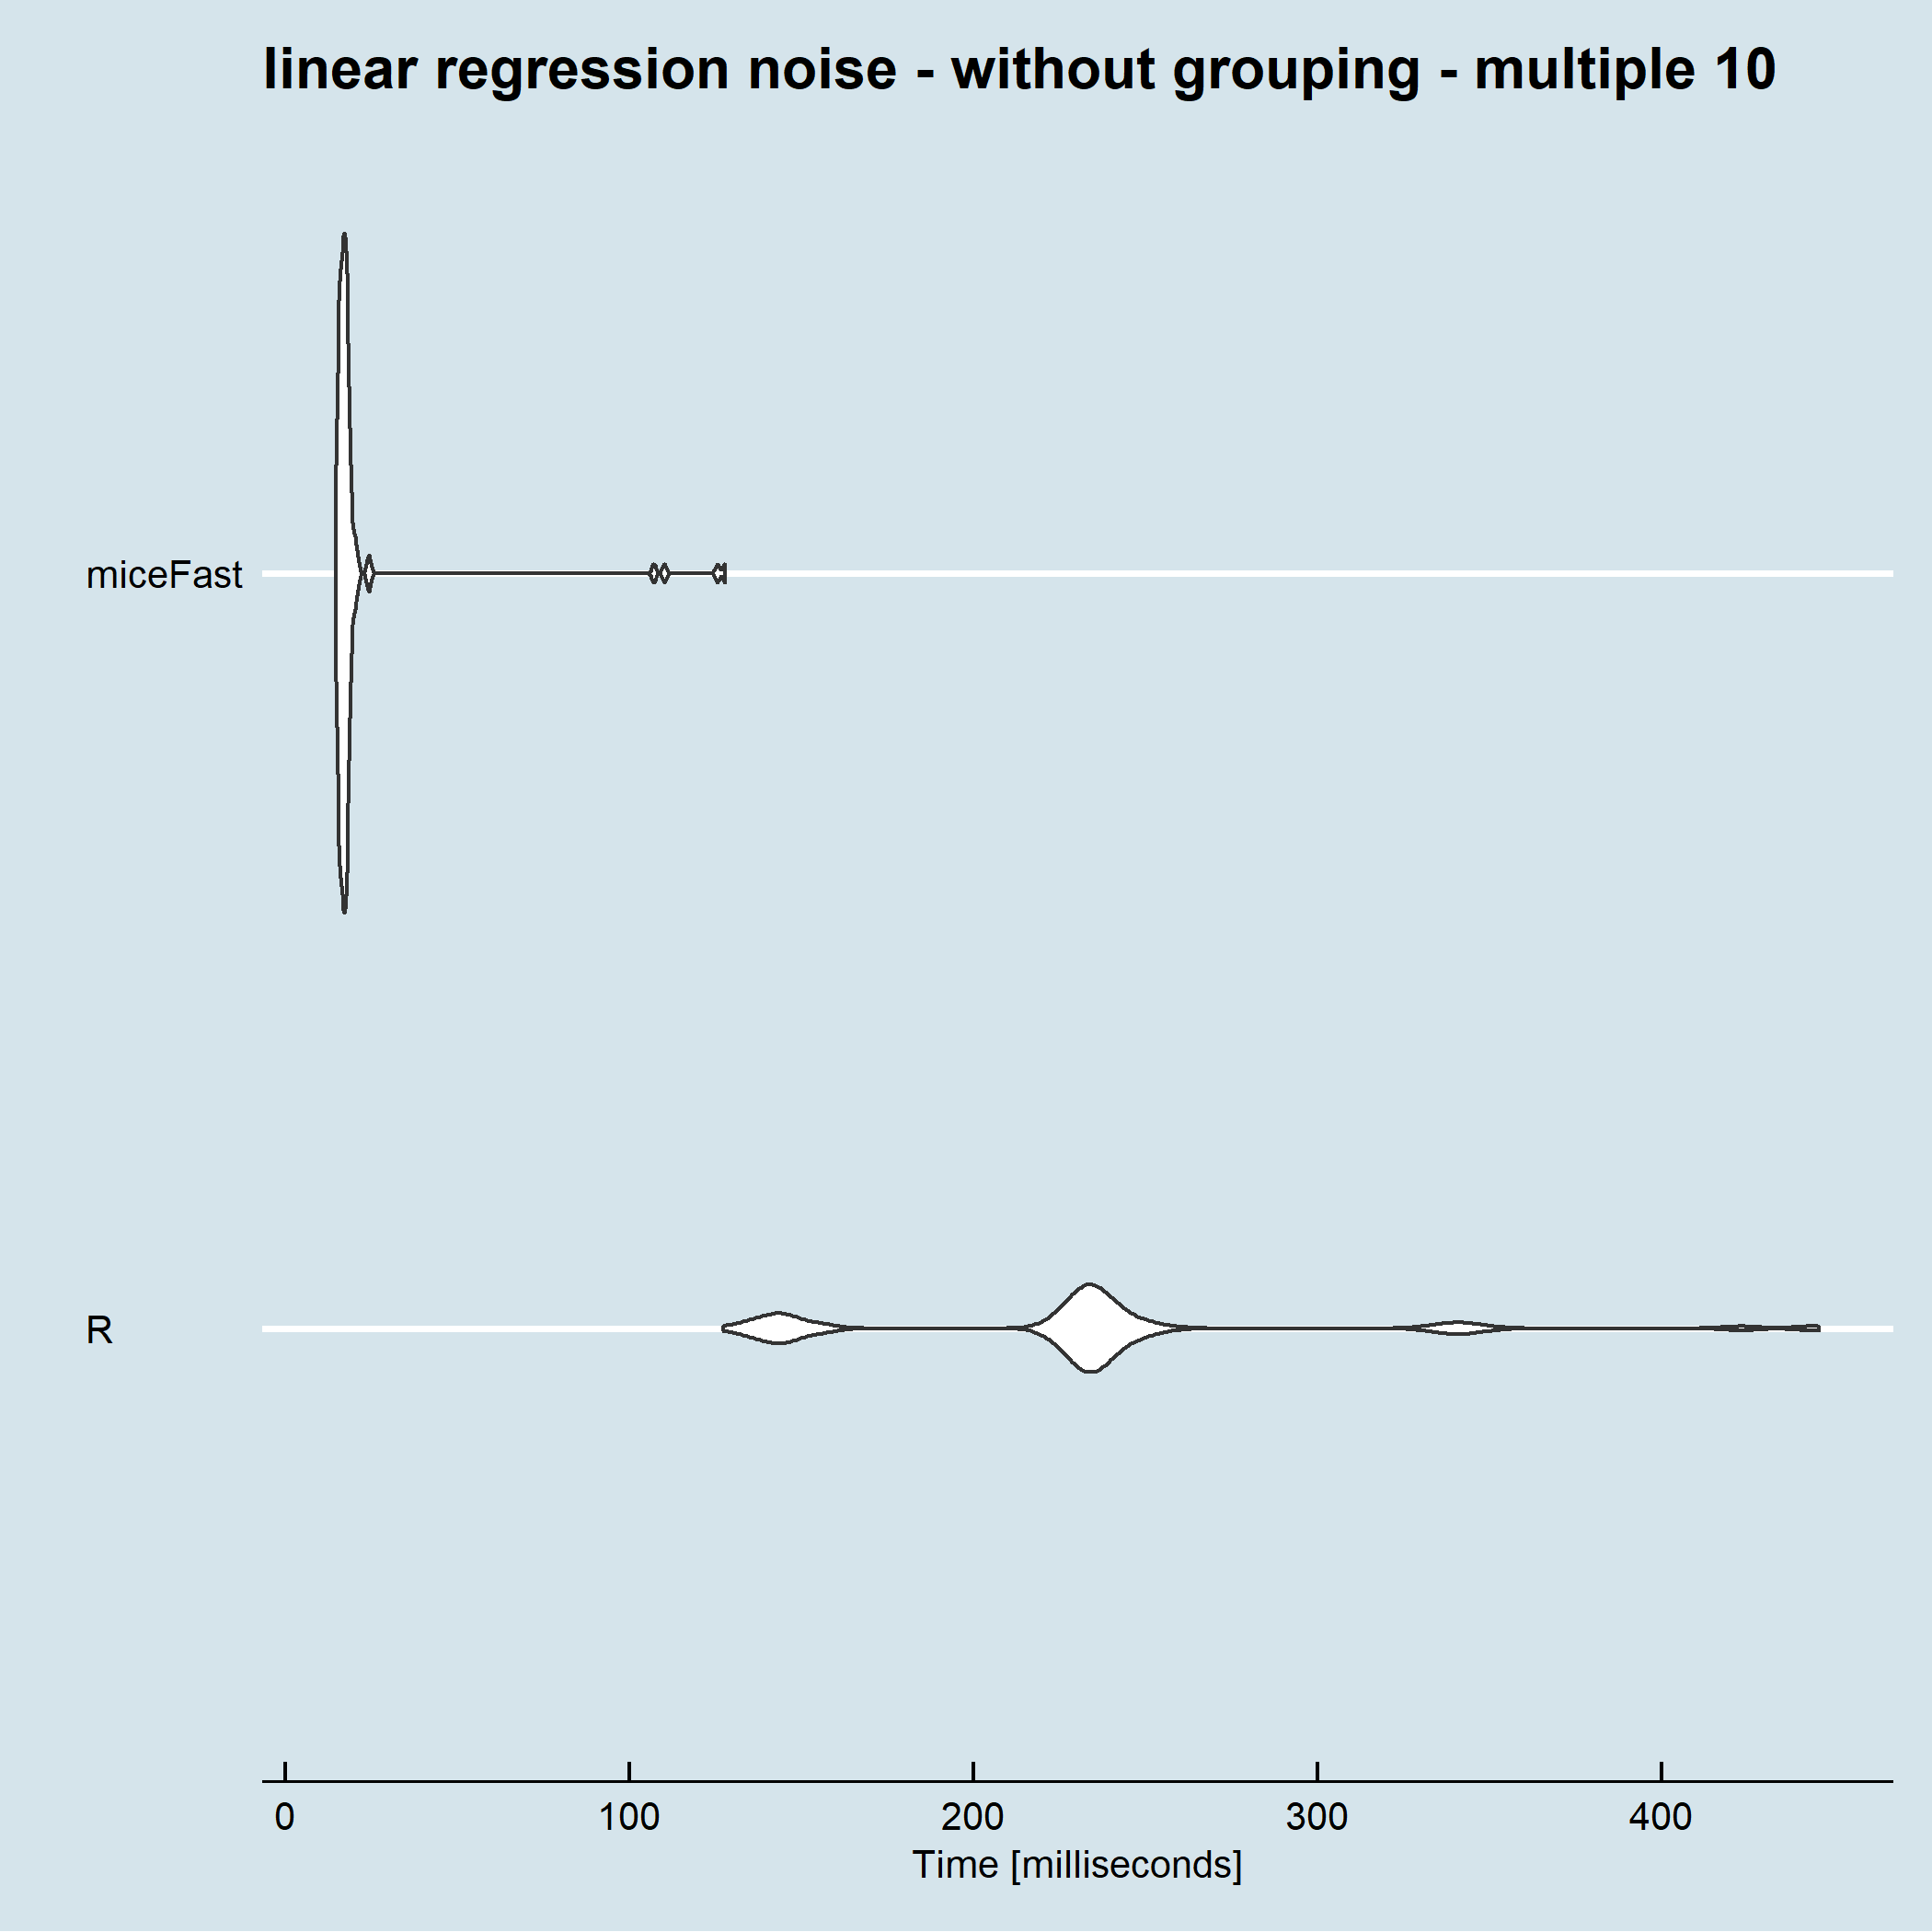 linear regression noise - without grouping - multiple 10
miceFast
R
0 100 200 300 400
Time [milliseconds]